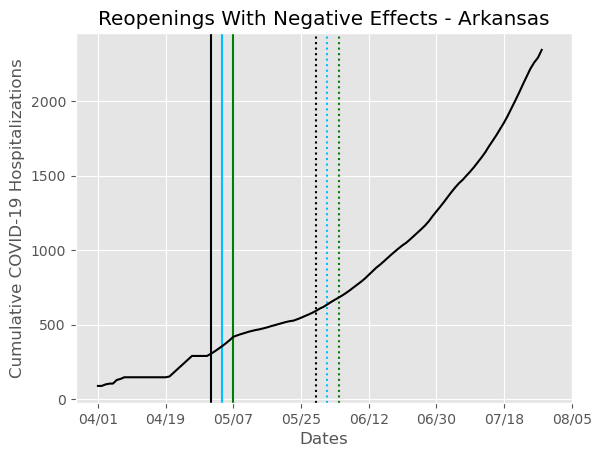 Reopenings With Negative Effects - Arkansas
Cumulative COVID-19 Hospitalizations
2000
1500
1000
500
0
04/01 04/19 05/07 05/25 06/12 06/30 07/18 08/05
Dates